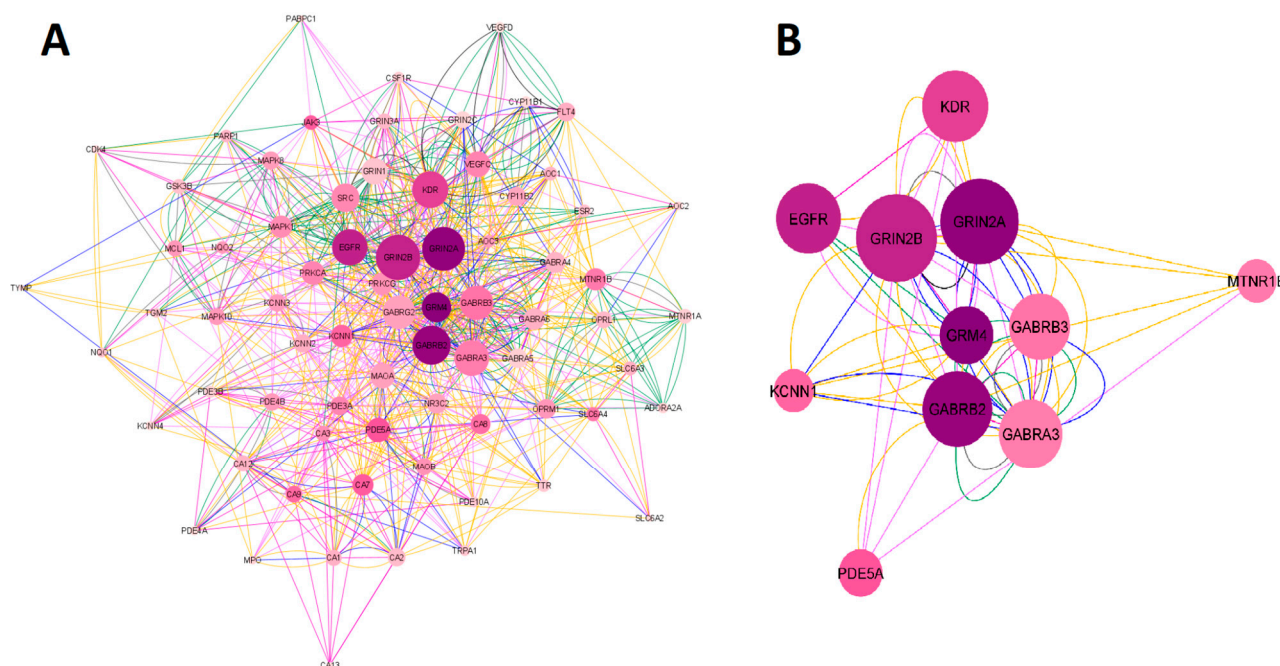 A
B
PABPC1
VEGFD
CSF1R
CYP11B1
JAK3
GRIN3A
GRIN2C
FLT4
PARP1
CDK4
MAPK8
VEGFC
AOC1
GSK3B
GRIN1
KDR
SRC
CYP11B2
AOC2
ESR2
MAPK1
MCL1
NQO2
EGFR
GRIN2B
GRIN2A
AOC3
PRKCA
PRKCG
GABRA4
MTNR1B
TYMP
TGM2
KCNN3
GABRG2
GRM4
GABRB3
MAPK10
GABRA6
OPRL1
MTNR1A
KCNN2
KCNN1
GABRB2
GABRA3
GABRA5
NQO1
SLC6A3
MAOA
PDE3B
PDE4B
PDE3A
NR3C2
OPRM1
SLC6A4
ADORA2A
KCNN4
CA3
PDE5A
CA8
CA12
MAOB
CA9
CA7
TTR
PDE10A
SLC6A2
PDE1A
MPO
CA1
CA2
TRPA1
CA13
KDR
EGFR
GRIN2B
GRIN2A
MTNR1B
GRM4
GABRB3
KCNN1
GABRB2
GABRA3
PDE5A